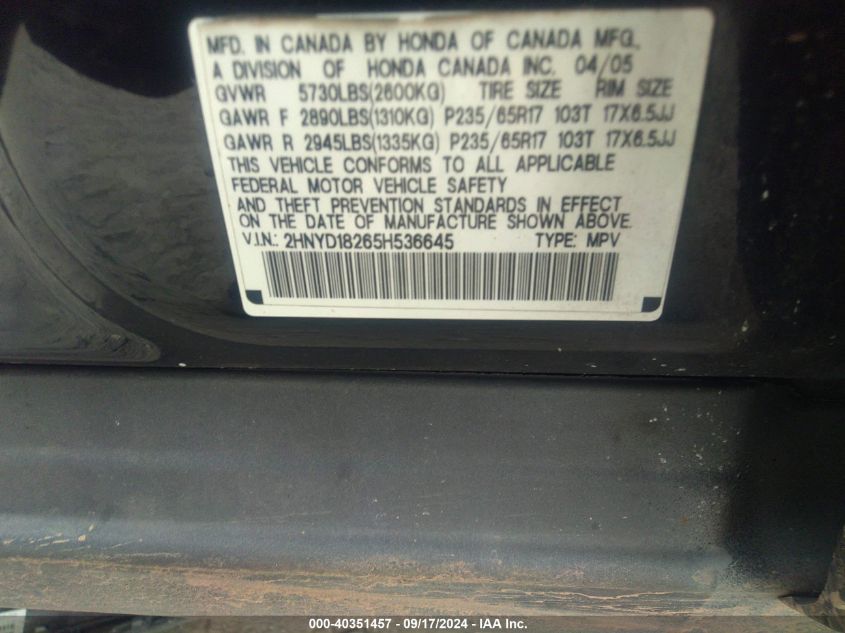 MFD. IN CANADA BY HONDA OF CANADA MFG.,
A DIVISION OF HONDA CANADA INC. 04/05
GVWR 5730LBS(2600KG) TIRE SIZE RIM SIZE
GAWR F 2890LBS(1310KG) P235/65R17 103T 17X6.5JJ
GAWR R 2945LBS(1335KG) P235/65R17 103T 17X6.5JJ
THIS VEHICLE CONFORMS TO ALL APPLICABLE
FEDERAL MOTOR VEHICLE SAFETY
AND THEFT PREVENTION STANDARDS IN EFFECT
ON THE DATE OF MANUFACTURE SHOWN ABOVE.
V.I.N.: 2HNYD18265H536645 TYPE: MPV
000-40351457 - 09/17/2024 - IAA Inc.